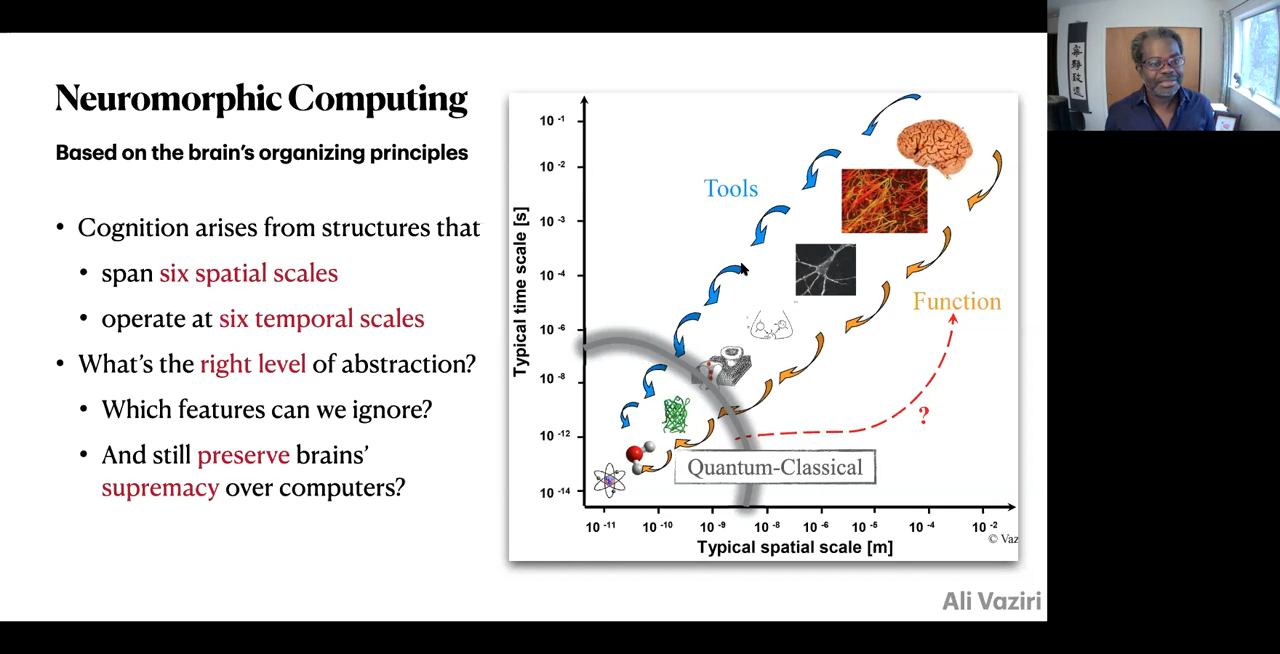 Neuromorphic Computing
Based on the brain's organizing principles
• Cognition arises from structures that
• span six spatial scales
• operate at six temporal scales
• What's the right level of abstraction?
• Which features can we ignore?
• And still preserve brains'
supremacy over computers?
Typical time scale [s]
10 -1
10 -2
10 -3
10 -4
10 -6
10 -8
10 -12
10 -14
Tools
Function
?
Quantum-Classical
10 -11
10 -10
10 -9
10 -8
10 -6
10 -5
10 -4
10 -2
Typical spatial scale [m]
© Vaz
Ali Vaziri